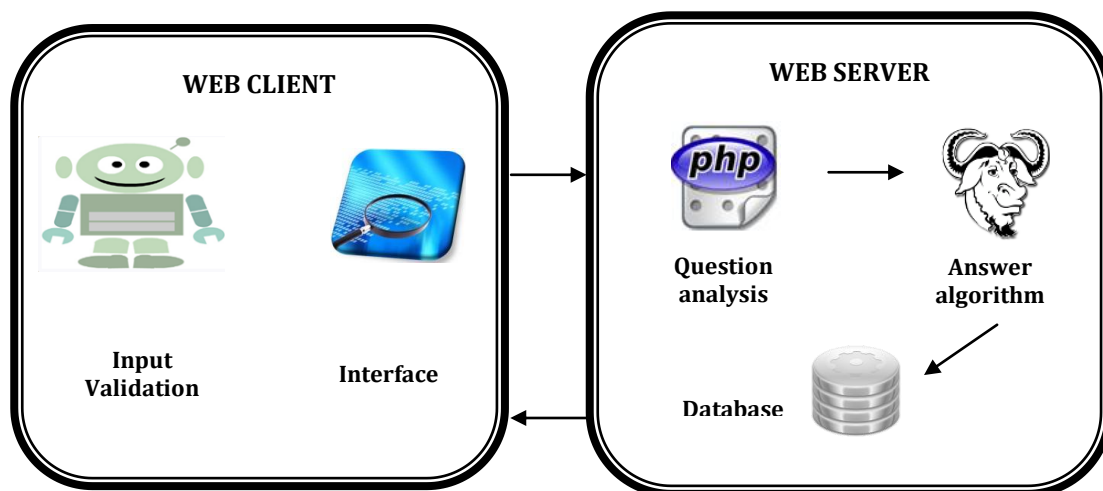 WEB CLIENT
Input
Validation
Interface
WEB SERVER
php
Question
analysis
Answer
algorithm
Database